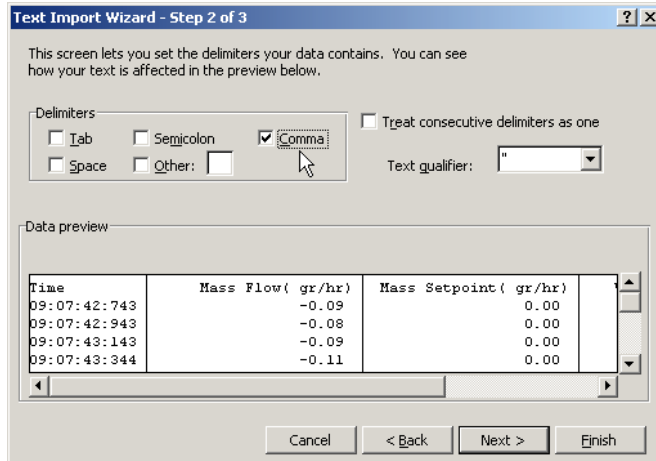 Text Import Wizard - Step 2 of 3
This screen lets you set the delimiters your data contains. You can see
how your text is affected in the preview below.
Delimiters
Tab Semicolon Comma
Space Other:
Treat consecutive delimiters as one
Text qualifier: "
Data preview
Time Mass Flow( gr/hr) Mass Setpoint( gr/hr)
09:07:42:743 -0.09 0.00
09:07:42:943 -0.08 0.00
09:07:43:143 -0.09 0.00
09:07:43:344 -0.11 0.00
Cancel < Back Next > Finish